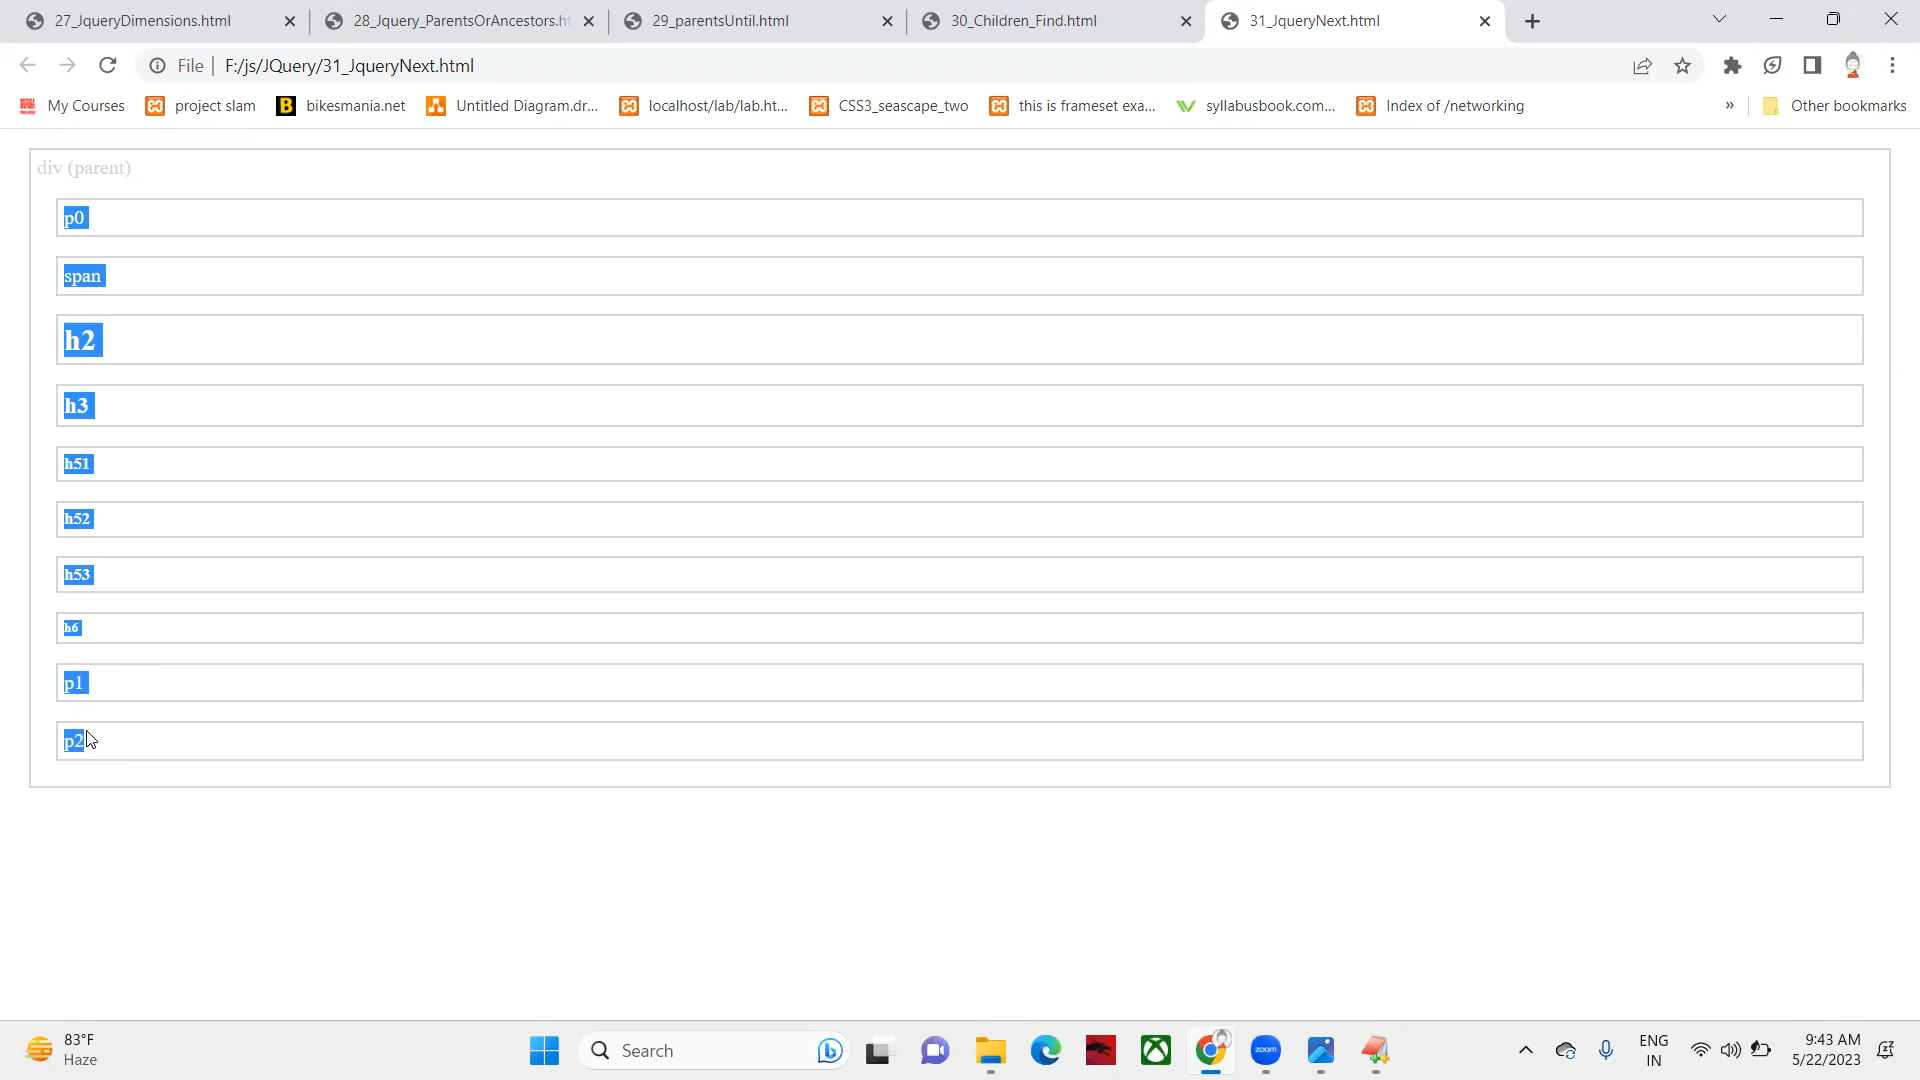 27_JqueryDimensions.html
28_Jquery_ParentsOrAncestors.ht
29_parentsUntil.html
30_Children_Find.html
31_JqueryNext.html
File | F:/js/JQuery/31_JqueryNext.html
My Courses
project slam
B bikesmania.net
Untitled Diagram.dr...
localhost/lab/lab.ht...
CSS3_seascape_two
this is frameset exa...
syllabusbook.com...
Index of /networking
»
Other bookmarks
div (parent)
p0
span
h2
h3
h51
h52
h53
h6
p1
p2
83°F
Haze
Search
zoom
ENG
IN
9:43 AM
5/22/2023